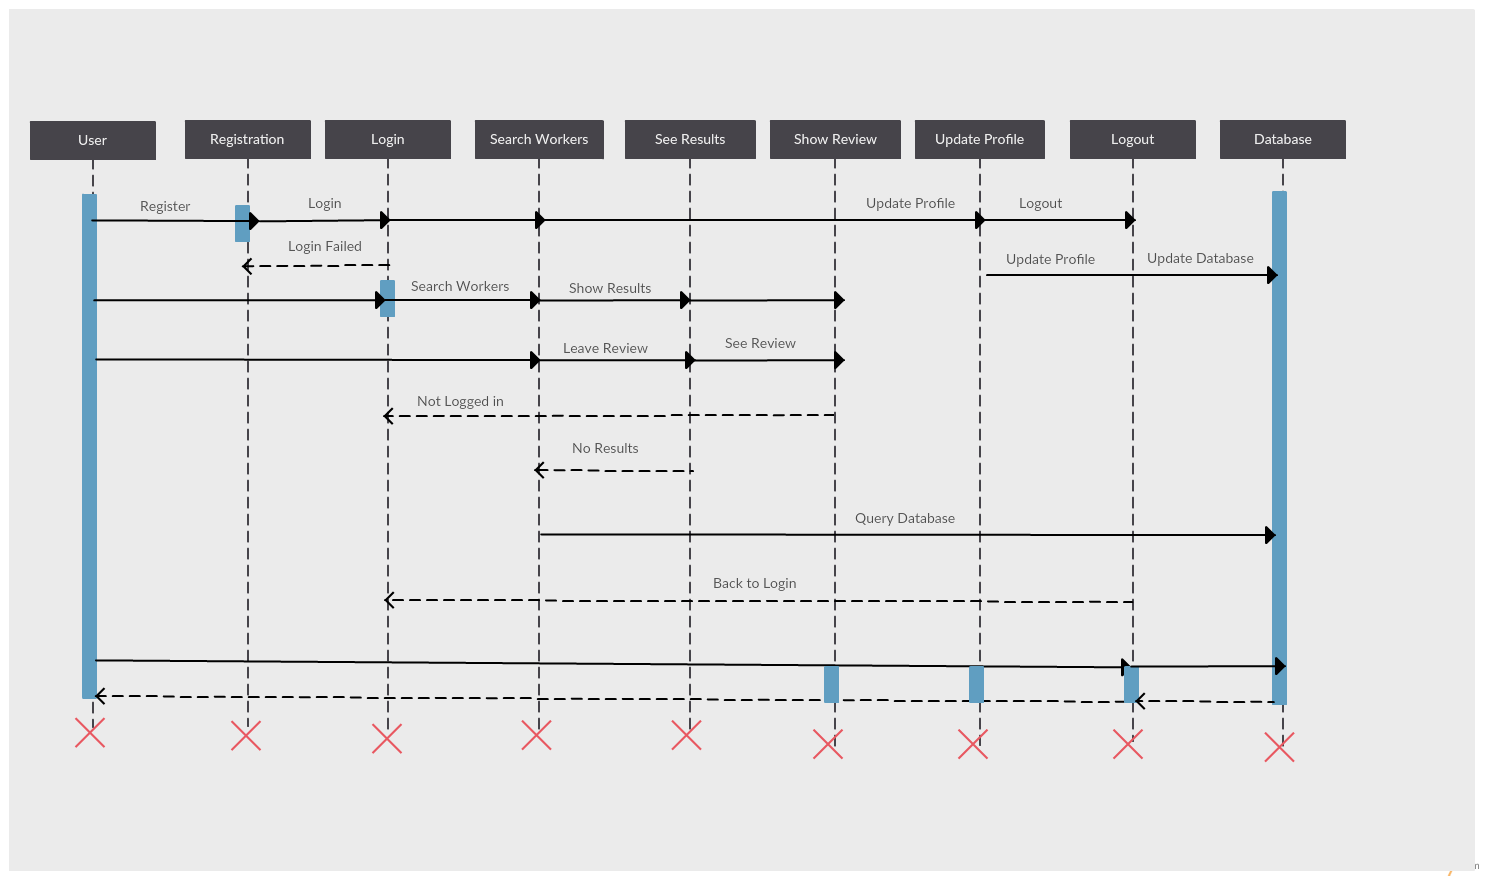 User
Registration
Login
Search Workers
See Results
Show Review
Update Profile
Logout
Database
Register
Login
Update Profile
Logout
Login Failed
Update Profile
Update Database
Search Workers
Show Results
Leave Review
See Review
Not Logged in
No Results
Query Database
Back to Login